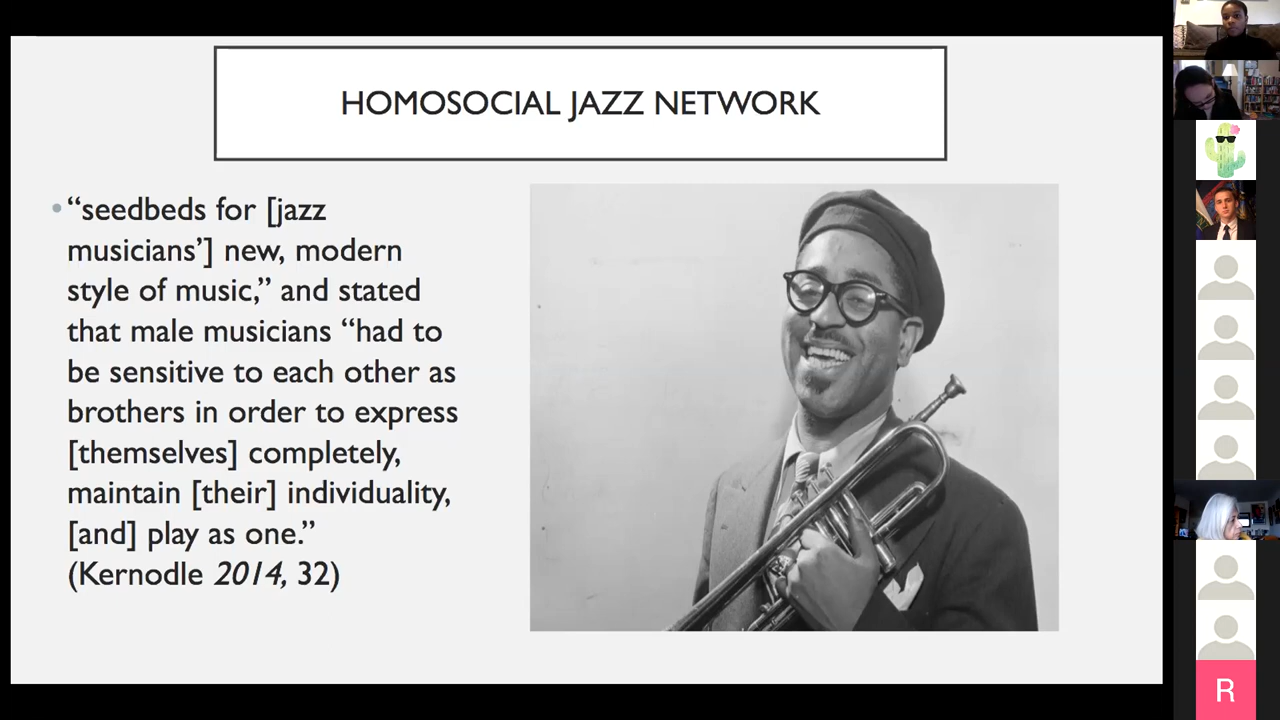 HOMOSOCIAL JAZZ NETWORK
• “seedbeds for [jazz
musicians’] new, modern
style of music,” and stated
that male musicians “had to
be sensitive to each other as
brothers in order to express
[themselves] completely,
maintain [their] individuality,
[and] play as one.”
(Kernodle 2014, 32)
R